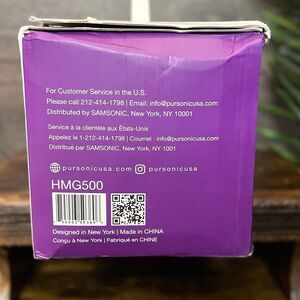 For Customer Service in the U.S.
Please call 212-414-1798 | Email: info@pursonicusa.com
Distributed by SAMSONIC, New York, NY 10001
Service à la clientèle aux États-Unis
Appelez le 1-212-414-1798 | Courriel : info@pursonicusa.com
Distribué par SAMSONIC, New York, NY 10001
pursonicusa.com pursonicusa
HMG500
Designed in New York | Made in CHINA
Conçu à New York | Fabriqué en CHINE